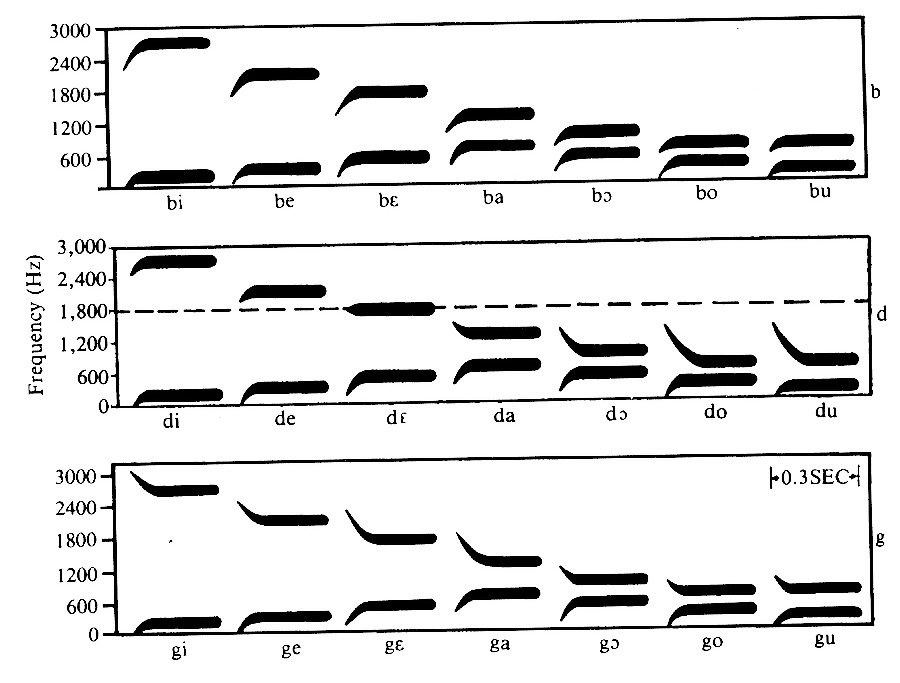 3000
2400
1800
1200
600
b
bi be bɛ ba bɔ bo bu
Frequency (Hz)
3,000
2,400
1,800
1,200
600
0
d
di de dɛ da dɔ do du
3000
2400
1800
1200
600
0
0.3SEC
g
gi ge gɛ ga gɔ go gu